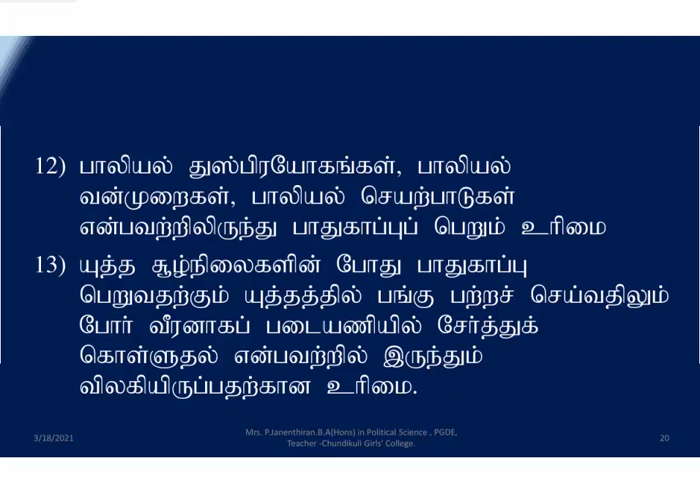 12) பாலியல் துஸ்பிரயோகங்கள், பாலியல்
வன்முறைகள், பாலியல் செயற்பாடுகள்
என்பவற்றிலிருந்து பாதுகாப்புப் பெறும் உரிமை
13) யுத்த சூழ்நிலைகளின் போது பாதுகாப்பு
பெறுவதற்கும் யுத்தத்தில் பங்கு பற்றச் செய்வதிலும்
போர் வீரனாகப் படையணியில் சேர்த்துக்
கொள்ளுதல் என்பவற்றில் இருந்தும்
விலகியிருப்பதற்கான உரிமை.
3/18/2021
Mrs. P.Janenthiran.B.A(Hons) in Political Science , PGDE,
Teacher -Chundikuli Girls' College.
20